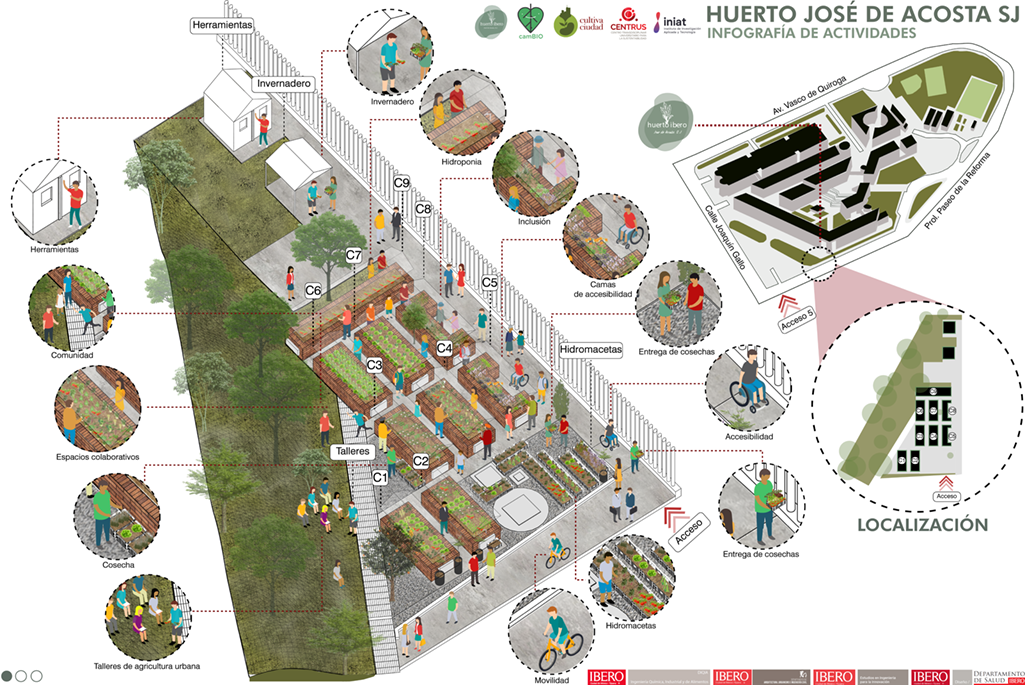 HUERTO JOSÉ DE ACOSTA SJ
INFOGRAFÍA DE ACTIVIDADES
camBIO
cultiva
ciudad
CENTRUS
iniat
Herramientas
Invernadero
Invernadero
Hidroponia
Inclusión
Camas
de accesibilidad
Entrega de cosechas
Accesibilidad
Entrega de cosechas
Hidromacetas
Movilidad
Herramientas
Comunidad
Espacios colaborativos
Cosecha
Talleres de agricultura urbana
C9
C8
C7
C6
C5
C4
C3
C2
C1
Hidromacetas
Talleres
Acceso
huerto ibero
Av. Vasco de Quiroga
Prol. Paseo de la Reforma
Calle Joaquín Gallo
Acceso 5
Acceso
LOCALIZACIÓN
IBERO
IBERO
IBERO
IBERO
DEPARTAMENTO
DE SALUD IBERO